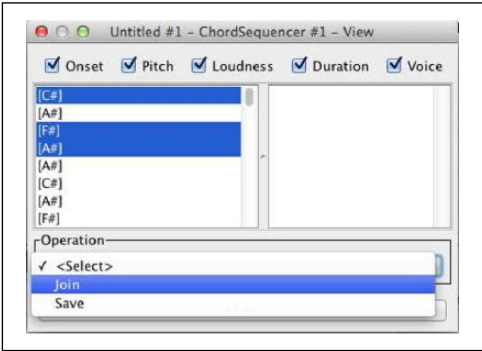 Untitled #1 – ChordSequencer #1 – View
Onset Pitch Loudness Duration Voice
[C#]
[A#]
[F#]
[A#]
[A#]
[C#]
[A#]
[F#]
Operation
✓ <Select>
Join
Save